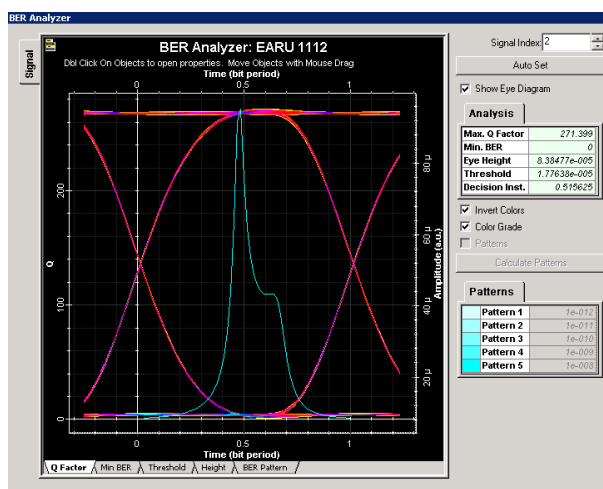 BER Analyzer
Signal
BER Analyzer: EARU 1112
Dbl Click On Objects to open properties. Move Objects with Mouse Drag
Time (bit period)
0 0.5 1
Q
0 100 200
Amplitude (a.u.)
20 µ 40 µ 60 µ 80 µ
0 0.5 1
Time (bit period)
Q Factor Min BER Threshold Height BER Pattern
Signal Index: 2
Auto Set
Show Eye Diagram
Analysis
Max. Q Factor 271.399
Min. BER 0
Eye Height 8.38477e-005
Threshold 1.77638e-005
Decision Inst. 0.515625
Invert Colors
Color Grade
Patterns
Calculate Patterns
Patterns
Pattern 1 1e-012
Pattern 2 1e-011
Pattern 3 1e-010
Pattern 4 1e-009
Pattern 5 1e-008